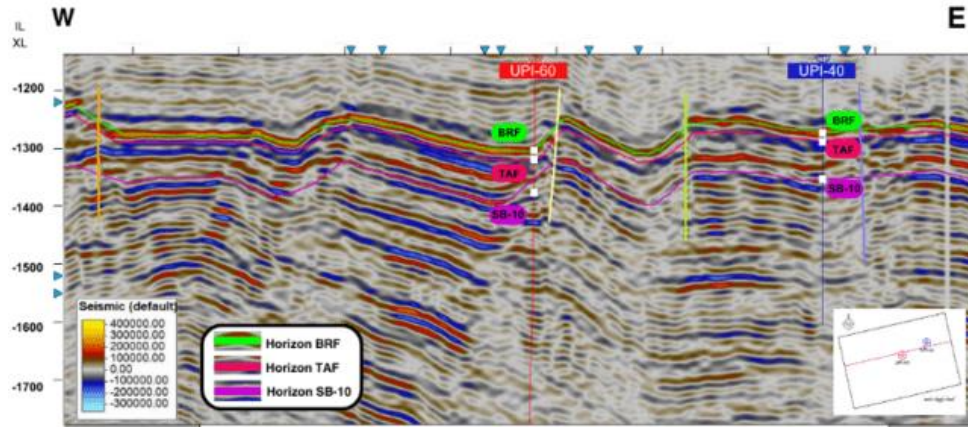 IL
XL
W
E
UPI-60
UPI-40
-1200
-1300
-1400
-1500
-1600
-1700
BRF
TAF
SB-10
BRF
TAF
SB-10
Seismic (default)
400000.00
300000.00
200000.00
100000.00
0.00
-100000.00
-200000.00
-300000.00
Horizon BRF
Horizon TAF
Horizon SB-10